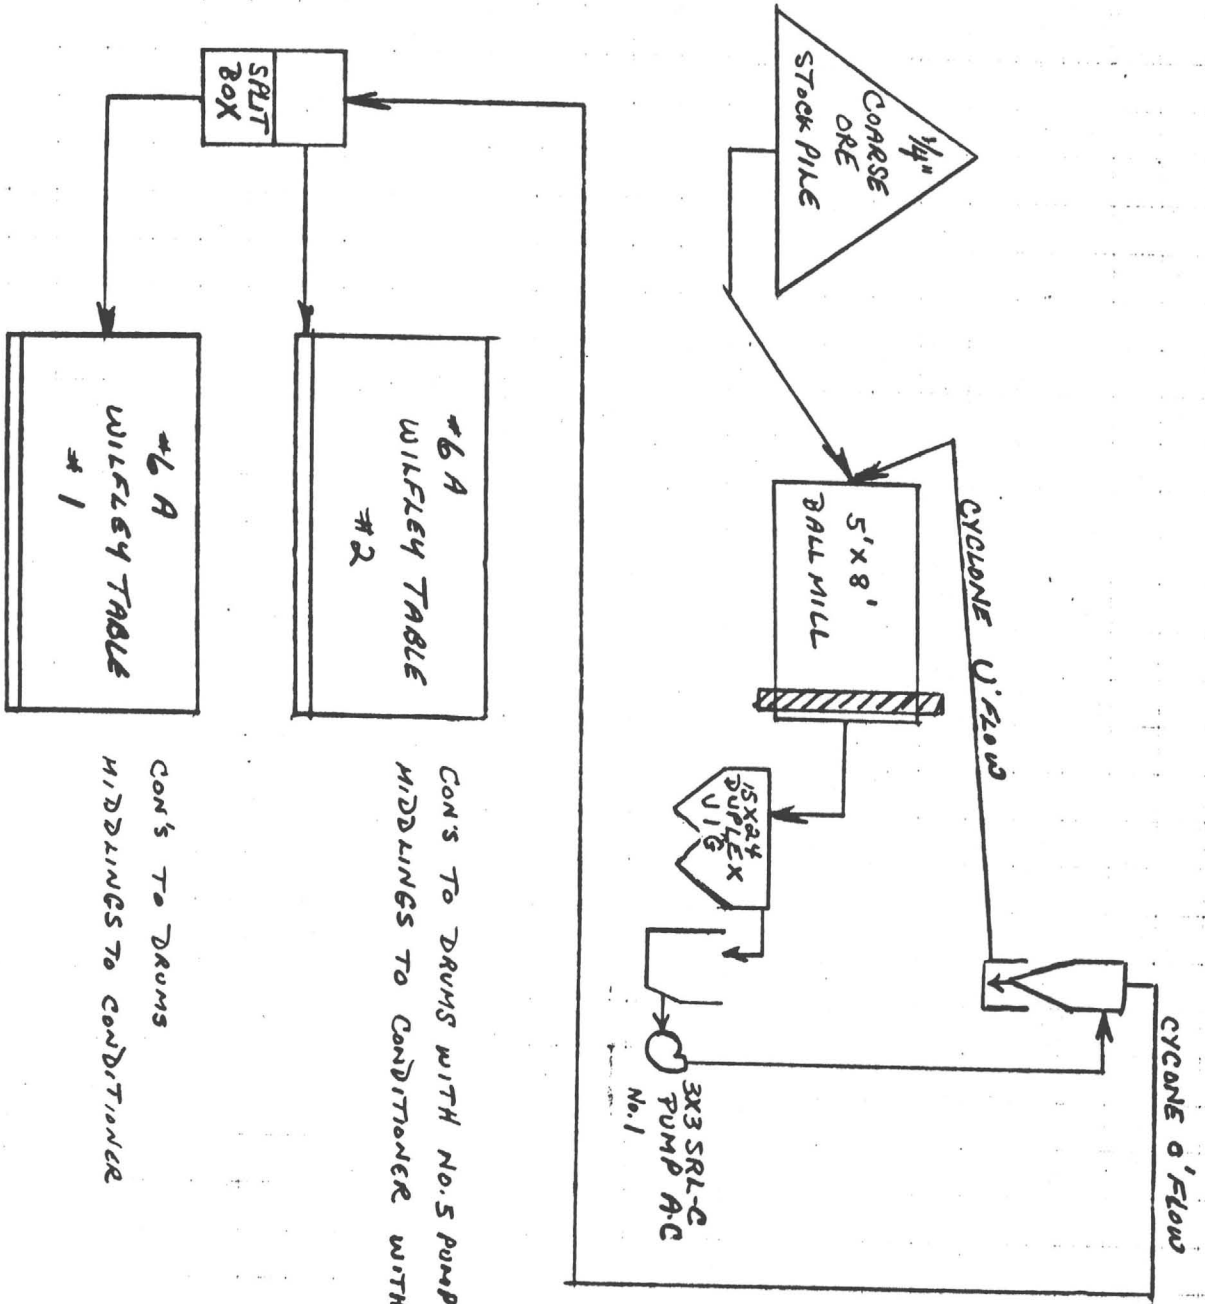 1/4"
COARSE
ORE
STOCK PILE
CYCLONE U'FLOW
CYCONE O'FLOW
5'X8'
BALL MILL
15X24
DUPLEX
JIG
3X3 SRL-C
PUMP A-C
No.1
SPLIT
BOX
#6 A
WILFLEY TABLE
#2
CON'S TO DRUMS WITH NO.5 PUMP
MIDDLINGS TO CONDITIONER WITH
#6 A
WILFLEY TABLE
#1
CON'S TO DRUMS
MIDDLINGS TO CONDITIONER